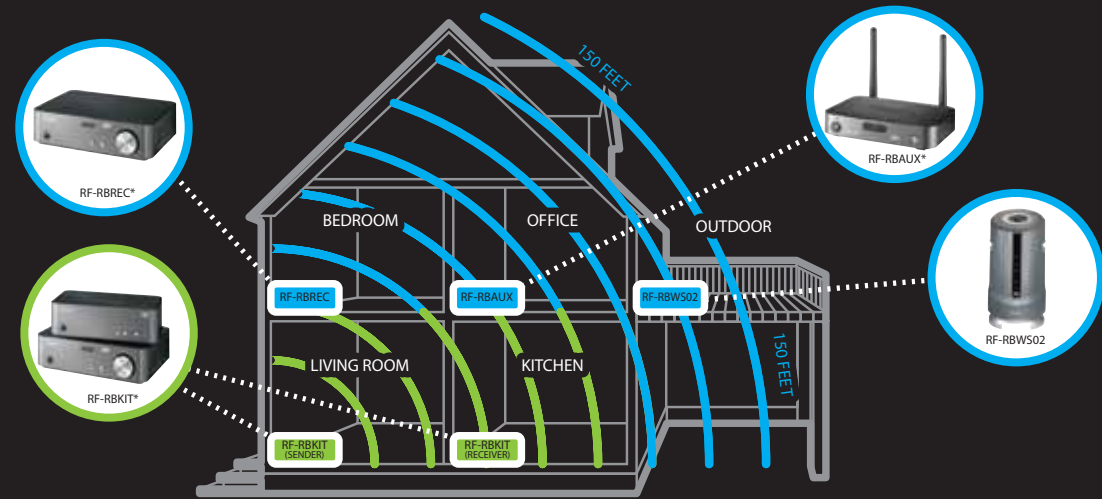 150 FEET
RF-RBREC*
RF-RBAUX*
BEDROOM
OFFICE
OUTDOOR
RF-RBREC
RF-RBAUX
RF-RBWS02
RF-RBWS02
RF-RBKIT*
LIVING ROOM
KITCHEN
150 FEET
RF-RBKIT
(SENDER)
RF-RBKIT
(RECEIVER)